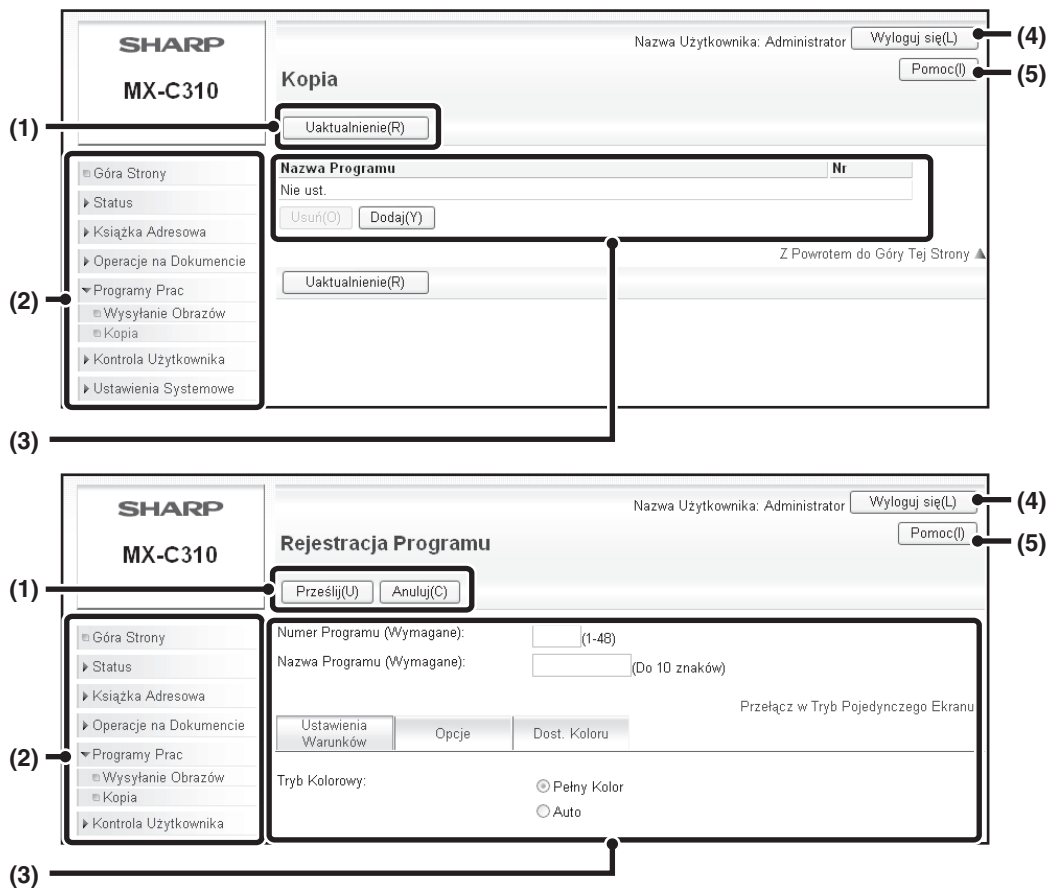 SHARP
MX-C310
Nazwa Użytkownika: Administrator
Wyloguj się(L)
(4)
Kopia
Pomoc(I)
(5)
(1)
Uaktualnienie(R)
Góra Strony
Status
Książka Adresowa
Operacje na Dokumencie
Programy Prac
Wysyłanie Obrazów
Kopia
Kontrola Użytkownika
Ustawienia Systemowe
(2)
Nazwa Programu Nr
Nie ust.
Usuń(O) Dodaj(Y)
Z Powrotem do Góry Tej Strony
Uaktualnienie(R)
(3)
SHARP
MX-C310
Nazwa Użytkownika: Administrator
Wyloguj się(L)
(4)
Rejestracja Programu
Pomoc(I)
(5)
(1)
Prześlij(U) Anuluj(C)
Góra Strony
Status
Książka Adresowa
Operacje na Dokumencie
Programy Prac
Wysyłanie Obrazów
Kopia
Kontrola Użytkownika
(2)
Numer Programu (Wymagane): (1-48)
Nazwa Programu (Wymagane): (Do 10 znaków)
Przełącz w Tryb Pojedynczego Ekranu
Ustawienia
Warunków
Opcje
Dost. Koloru
Tryb Kolorowy:
Pełny Kolor
Auto
(3)